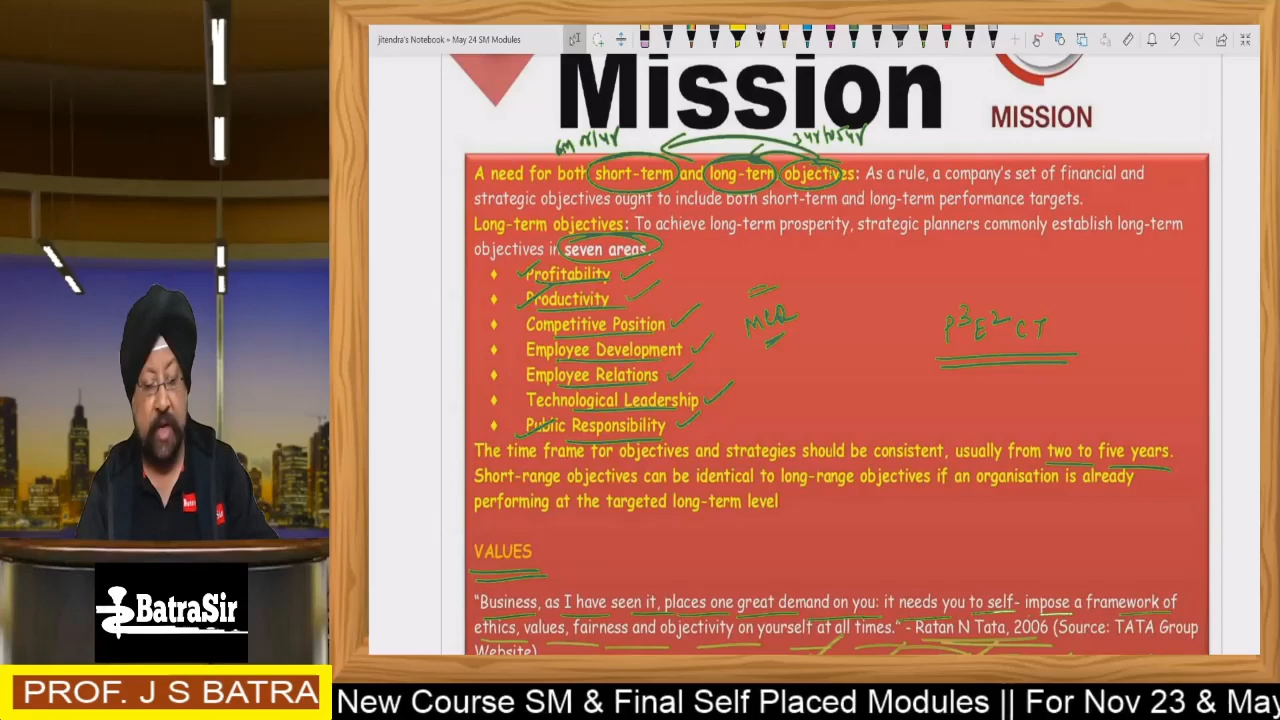 jitendra's Notebook » May 24 SM Modules
Mission
MISSION
6m or 1yr
3yr to 5yr
A need for both short-term and long-term objectives: As a rule, a company's set of financial and
strategic objectives ought to include both short-term and long-term performance targets.
Long-term objectives: To achieve long-term prosperity, strategic planners commonly establish long-term
objectives in seven areas.
♦ Profitability
♦ Productivity
♦ Competitive Position
♦ Employee Development
♦ Employee Relations
♦ Technological Leadership
♦ Public Responsibility
MCQ
P³E²CT
The time frame for objectives and strategies should be consistent, usually from two to five years.
Short-range objectives can be identical to long-range objectives if an organisation is already
performing at the targeted long-term level
VALUES
"Business, as I have seen it, places one great demand on you: it needs you to self- impose a framework of
ethics, values, fairness and objectivity on yourself at all times." - Ratan N Tata, 2006 (Source: TATA Group
Website)
BatraSir
PROF. J S BATRA
New Course SM & Final Self Placed Modules || For Nov 23 & May